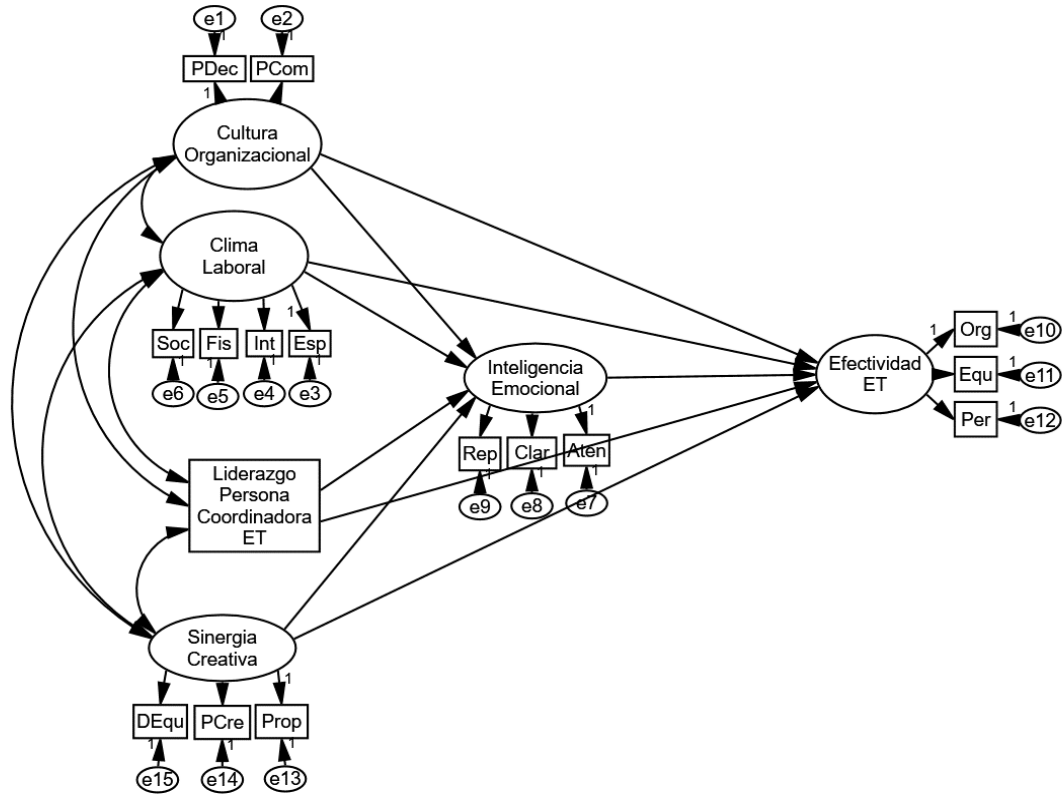 e1 e2
1 1
PDec PCom
1
Cultura
Organizacional
Clima
Laboral
1
Soc Fis Int Esp
1 1 1 1
e6 e5 e4 e3
Inteligencia
Emocional
1
Rep Clar Aten
1 1 1
e9 e8 e7
Efectividad
ET
1 Org 1 e10
Equ 1 e11
Per 1 e12
Liderazgo
Persona
Coordinadora
ET
Sinergia
Creativa
1
DEqu PCre Prop
1 1 1
e15 e14 e13